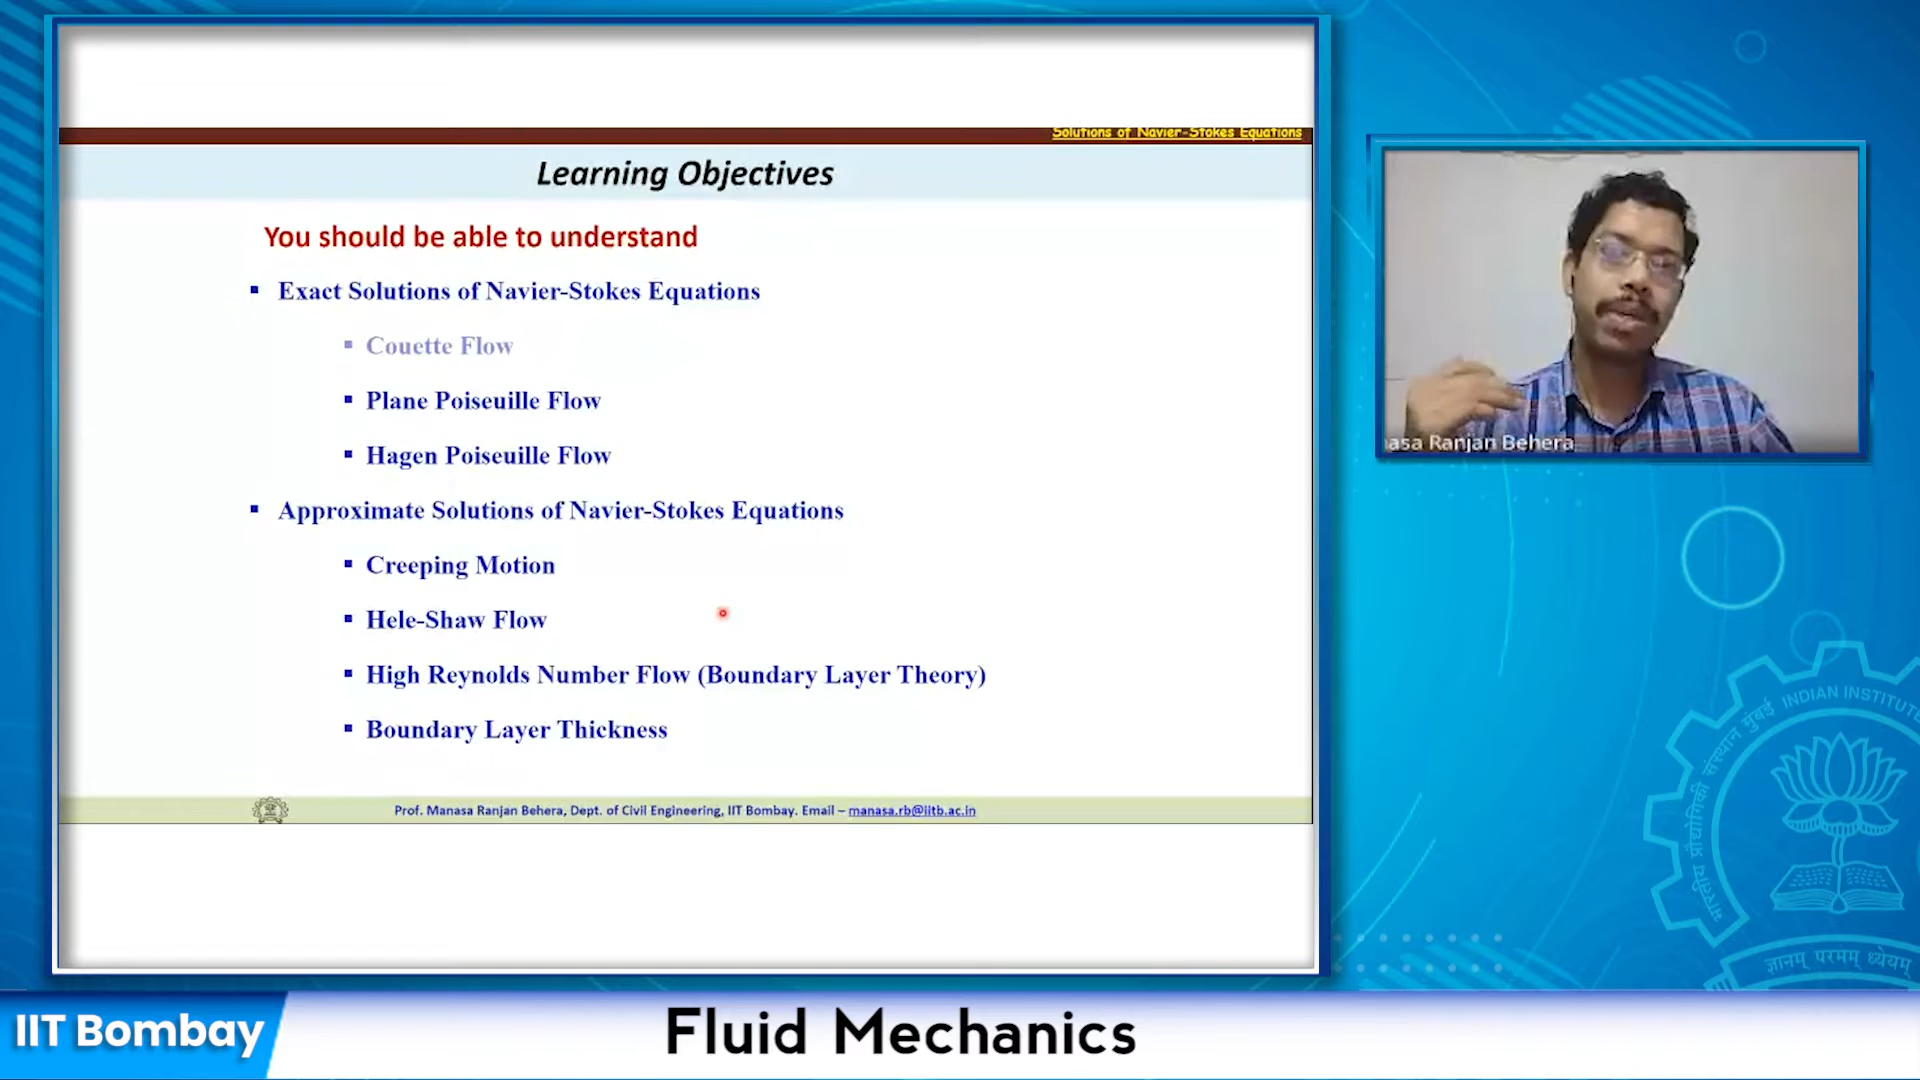 Solutions of Navier-Stokes Equations
Learning Objectives
You should be able to understand
▪ Exact Solutions of Navier-Stokes Equations
▪ Couette Flow
▪ Plane Poiseuille Flow
▪ Hagen Poiseuille Flow
▪ Approximate Solutions of Navier-Stokes Equations
▪ Creeping Motion
▪ Hele-Shaw Flow
▪ High Reynolds Number Flow (Boundary Layer Theory)
▪ Boundary Layer Thickness
Prof. Manasa Ranjan Behera, Dept. of Civil Engineering, IIT Bombay. Email – manasa.rb@iitb.ac.in
asa Ranjan Behera
भारतीय प्रौद्योगिकी संस्थान मुंबई INDIAN INSTITUTE
ज्ञानम् परमम् ध्येयम्
IIT Bombay
Fluid Mechanics